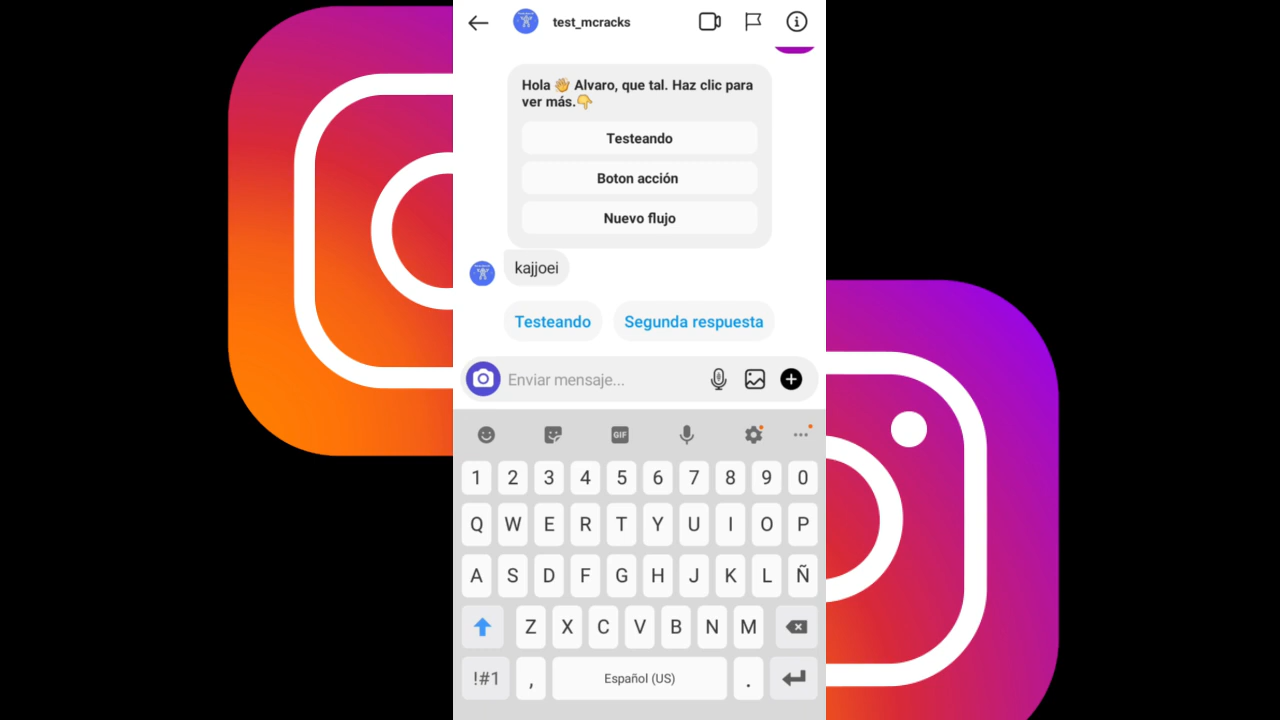 test_mcracks
Hola 👋 Alvaro, que tal. Haz clic para
ver más.👇
Testeando
Boton acción
Nuevo flujo
kajjoei
Testeando Segunda respuesta
Enviar mensaje...
GIF
1 2 3 4 5 6 7 8 9 0
Q W E R T Y U I O P
A S D F G H J K L Ñ
Z X C V B N M
!#1 , Español (US) .